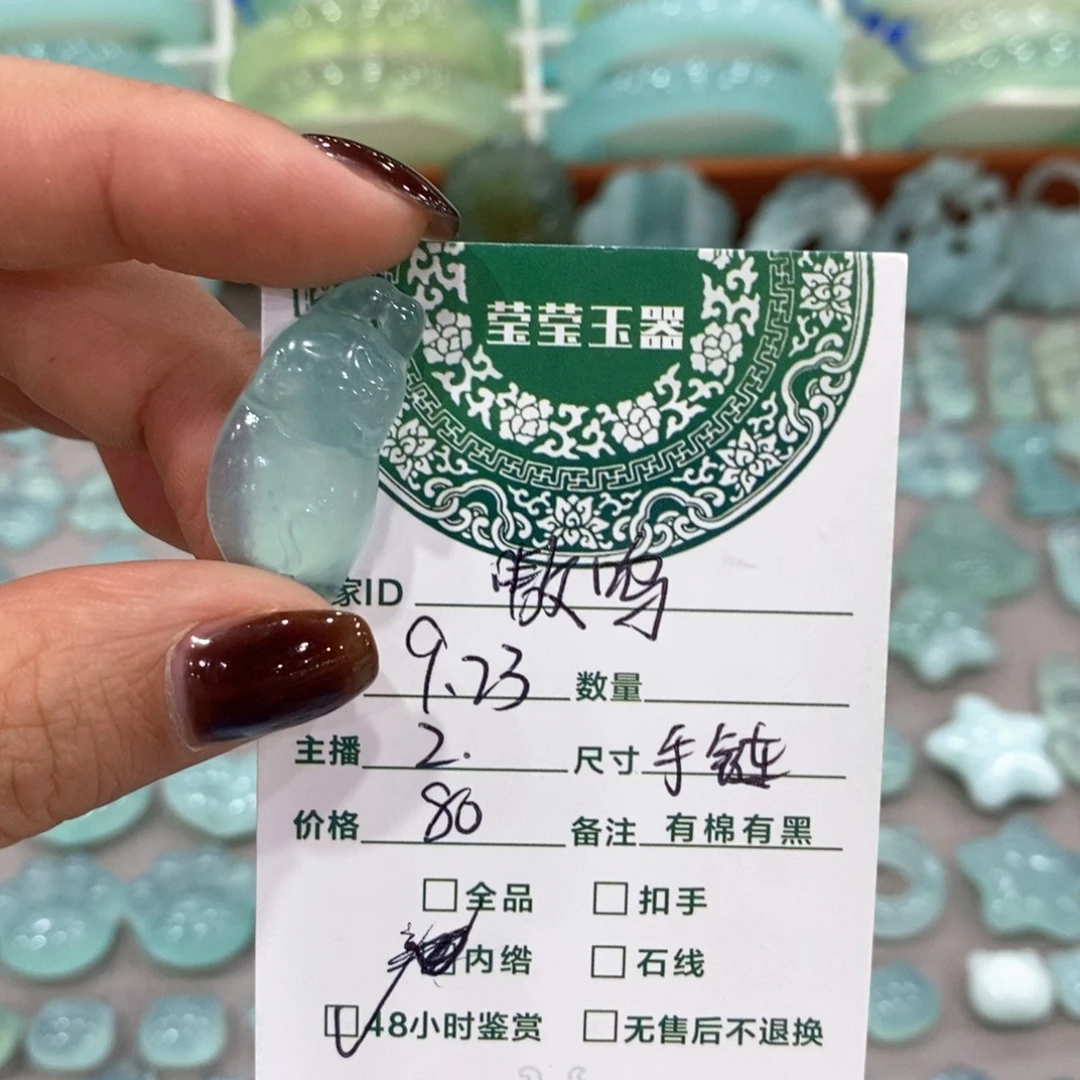 莹莹玉器
家ID 嗷鸣
9.23 数量
主播 2. 尺寸 手链
价格 80 备注 有棉有黑
全品 扣手
内绺 石线
48小时鉴赏 无售后不退换